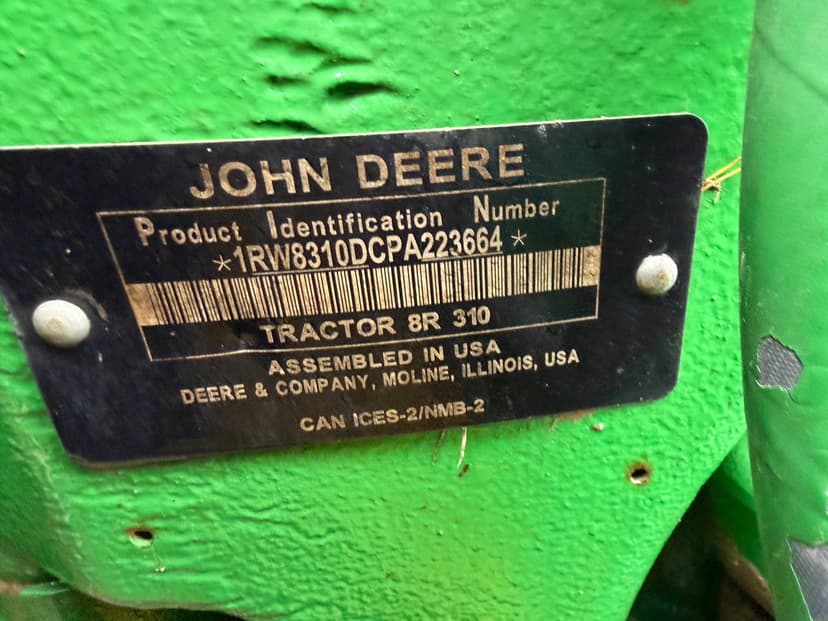 JOHN DEERE
Product Identification Number
*1RW8310DCPA223664*
TRACTOR 8R 310
ASSEMBLED IN USA
DEERE & COMPANY, MOLINE, ILLINOIS, USA
CAN ICES-2/NMB-2